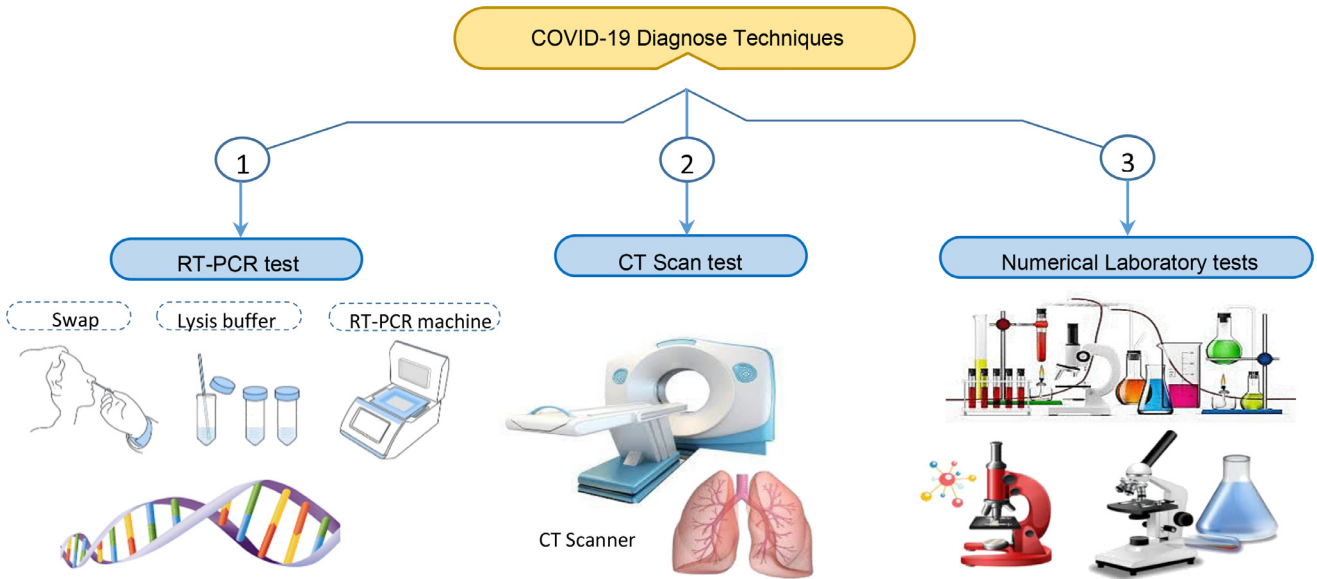 COVID-19 Diagnose Techniques
1
2
3
RT-PCR test
CT Scan test
Numerical Laboratory tests
Swap
Lysis buffer
RT-PCR machine
CT Scanner